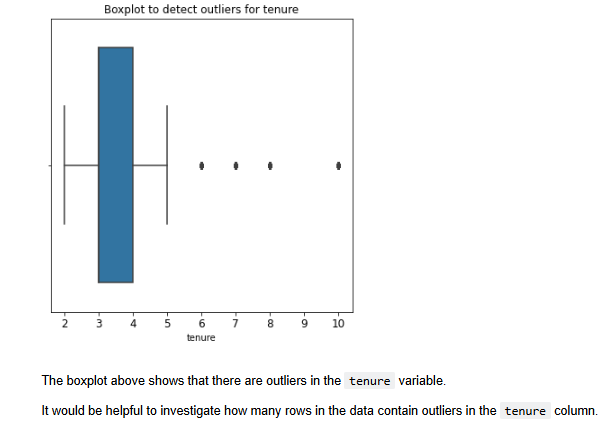 Boxplot to detect outliers for tenure
2 3 4 5 6 7 8 9 10
tenure
The boxplot above shows that there are outliers in the tenure variable.
It would be helpful to investigate how many rows in the data contain outliers in the tenure column.